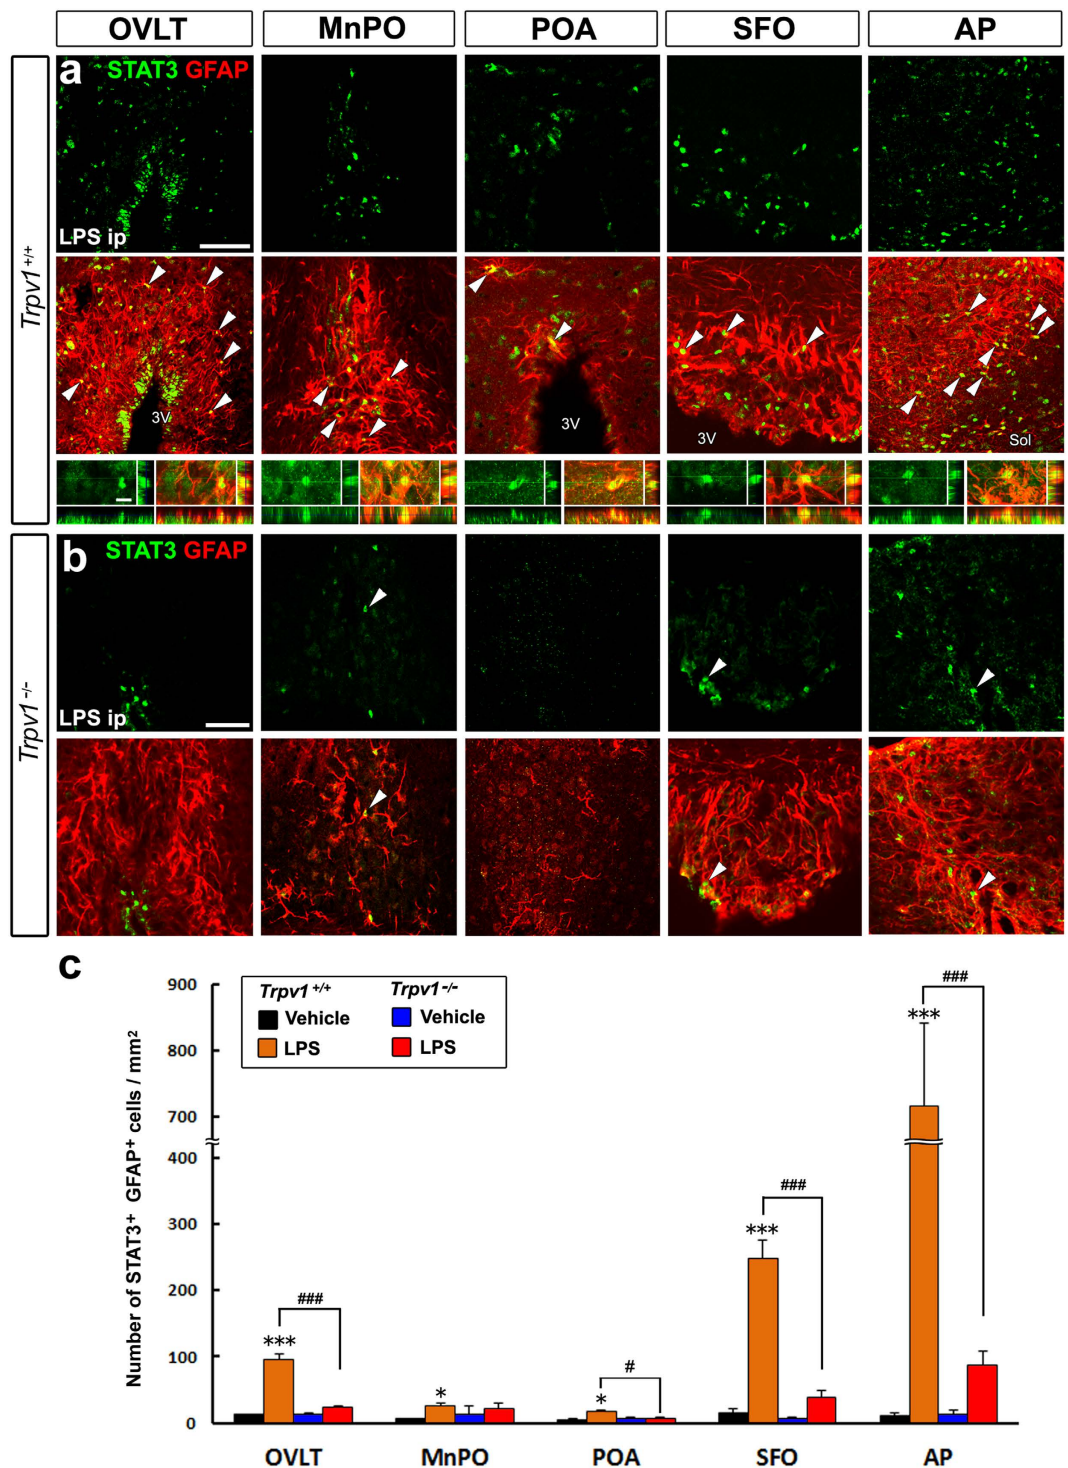 OVLT MnPO POA SFO AP
a STAT3 GFAP
LPS ip
Trpv1+/+
3V
3V
3V
Sol
b STAT3 GFAP
LPS ip
Trpv1-/-
c
Number of STAT3+ GFAP+ cells / mm2
900
800
700
400
300
200
100
0
Trpv1+/+ Trpv1-/-
Vehicle Vehicle
LPS LPS
###
***
*
#
*
###
***
###
***
OVLT MnPO POA SFO AP